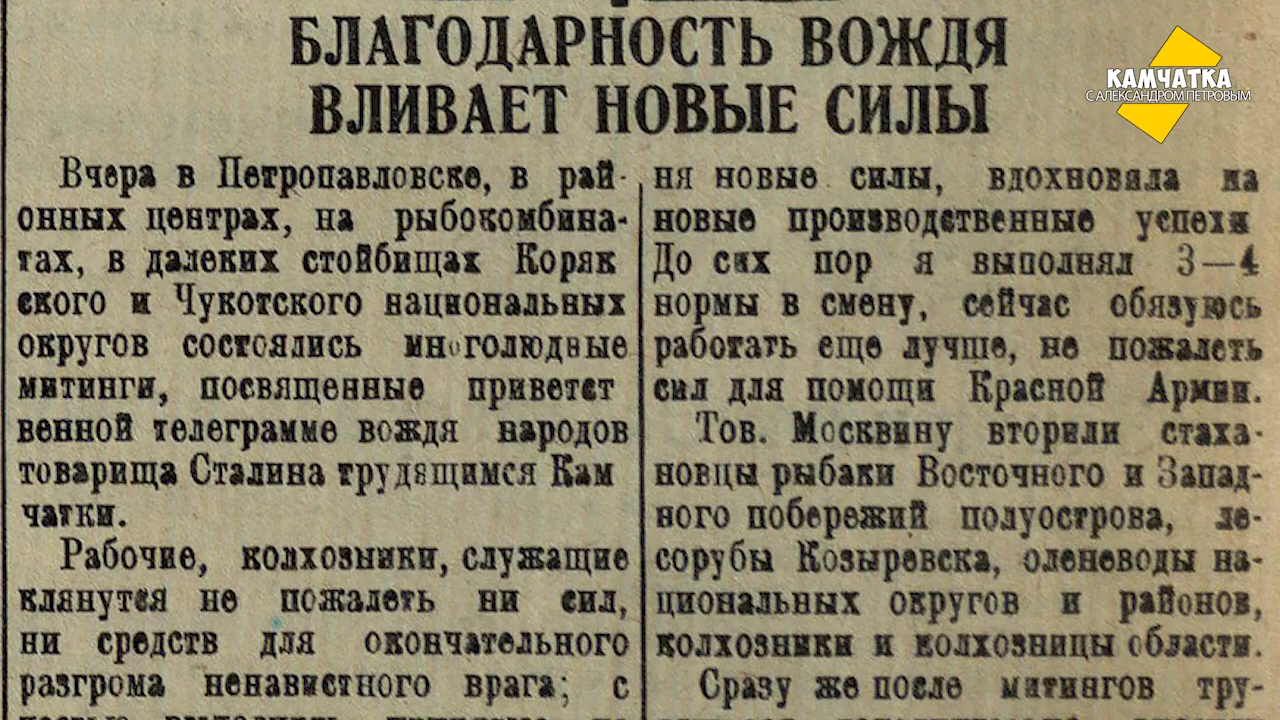 БЛАГОДАРНОСТЬ ВОЖДЯ
ВЛИВАЕТ НОВЫЕ СИЛЫ
КАМЧАТКА
С АЛЕКСАНДРОМ ПЕТРОВЫМ
Вчера в Петропавловске, в рай-
онных центрах, на рыбокомбина-
тах, в далеких стойбищах Коряк
ского и Чукотского национальных
округов состоялись многолюдные
митинги, посвященные приветст
венной телеграмме вождя народов
товарища Сталина трудящимся Кам
чатки.
Рабочие, колхозники, служащие
клянутся не пожалеть ни сил,
ни средств для окончательного
разгрома ненавистного врага; с
ня новые силы, вдохновяла на
новые производственные успехи
До сих пор я выполнял 3—4
нормы в смену, сейчас обязуюсь
работать еще лучше, не пожалеть
сил для помощи Красной Армии.
Тов. Москвину вторили стаха-
новцы рыбаки Восточного и Запад-
ного побережий полуострова, ле-
сорубы Козыревска, оленеводы на-
циональных округов и районов,
колхозники и колхозницы области.
Сразу же после митингов тру-